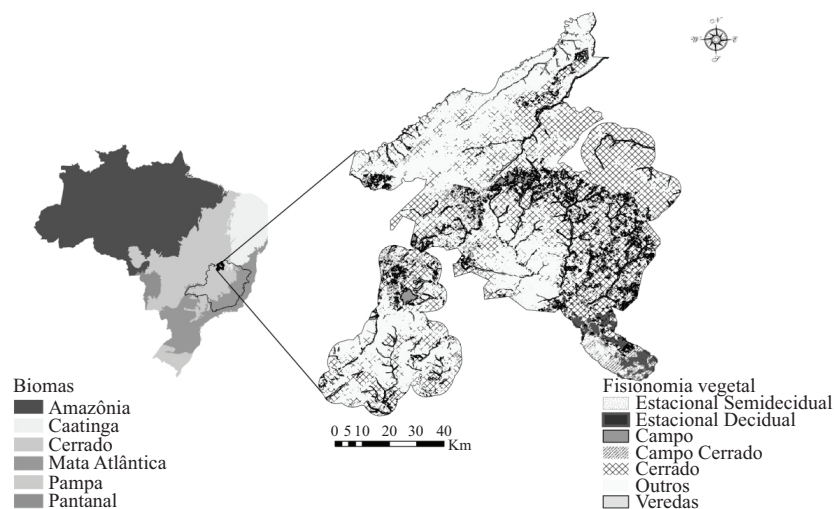 N
W
E
S
Biomas
Amazônia
Caatinga
Cerrado
Mata Atlântica
Pampa
Pantanal
0 5 10 20 30 40
Km
Fisionomia vegetal
Estacional Semidecidual
Estacional Decidual
Campo
Campo Cerrado
Cerrado
Outros
Veredas